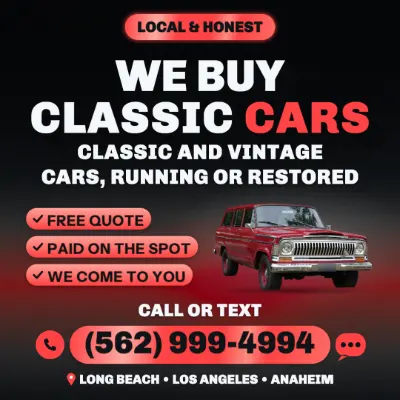 LOCAL & HONEST
WE BUY
CLASSIC CARS
CLASSIC AND VINTAGE
CARS, RUNNING OR RESTORED
FREE QUOTE
PAID ON THE SPOT
WE COME TO YOU
CALL OR TEXT
(562) 999-4994
LONG BEACH • LOS ANGELES • ANAHEIM